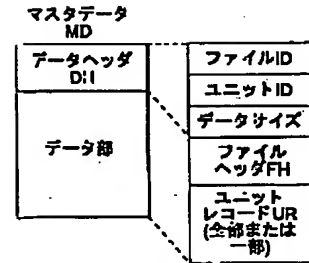 マスタデータ
MD
データヘッダ
DH
データ部
ファイルID
ユニットID
データサイズ
ファイル
ヘッダFH
ユニット
レコードUR
(全部または
一部)